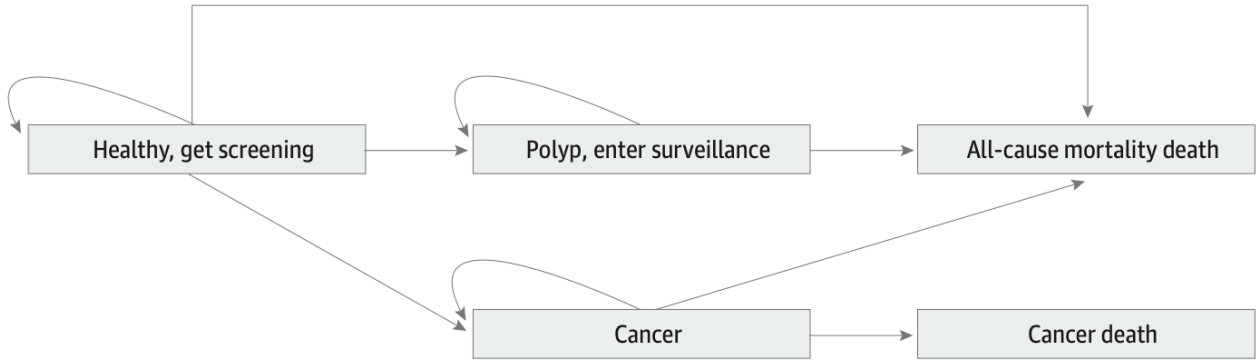 Healthy, get screening
Polyp, enter surveillance
All-cause mortality death
Cancer
Cancer death